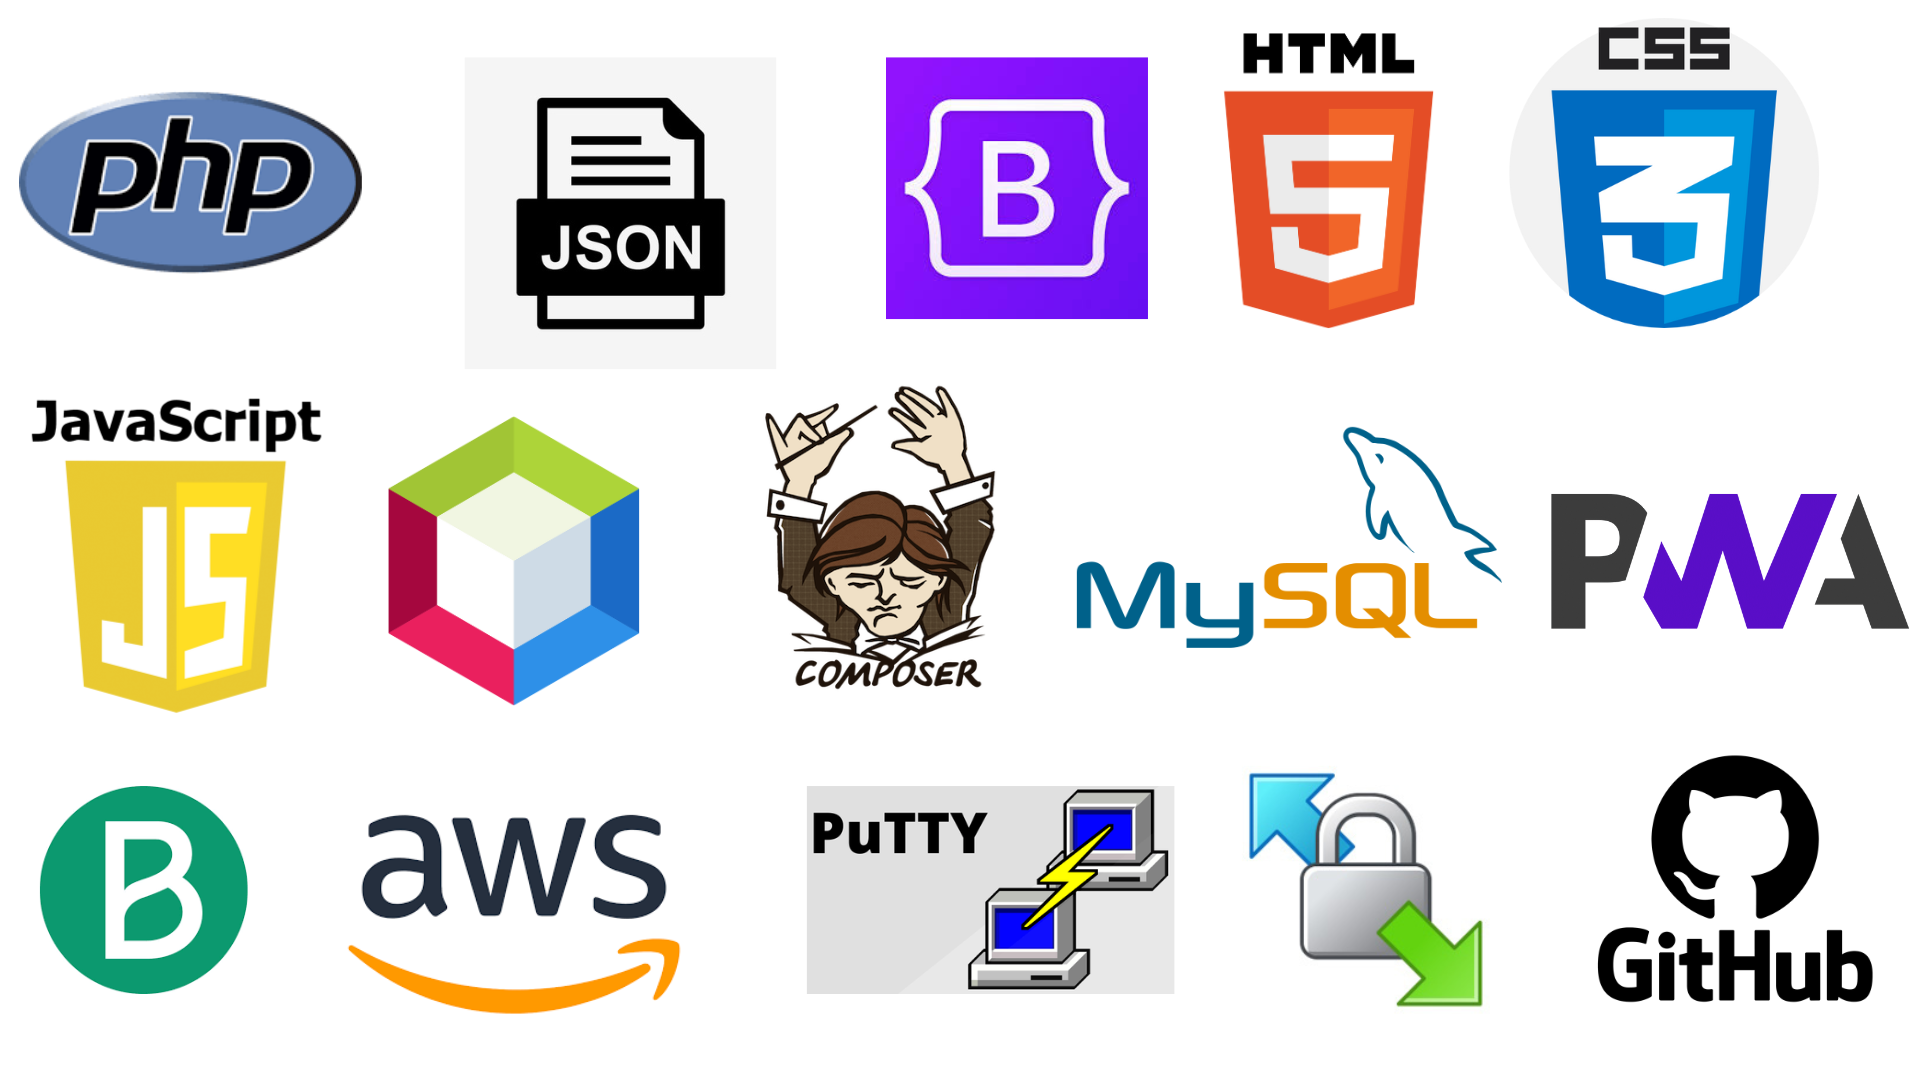 php
JSON
B
HTML
5
CSS
3
JavaScript
JS
COMPOSER
MySQL
PWA
B
aws
PuTTY
GitHub